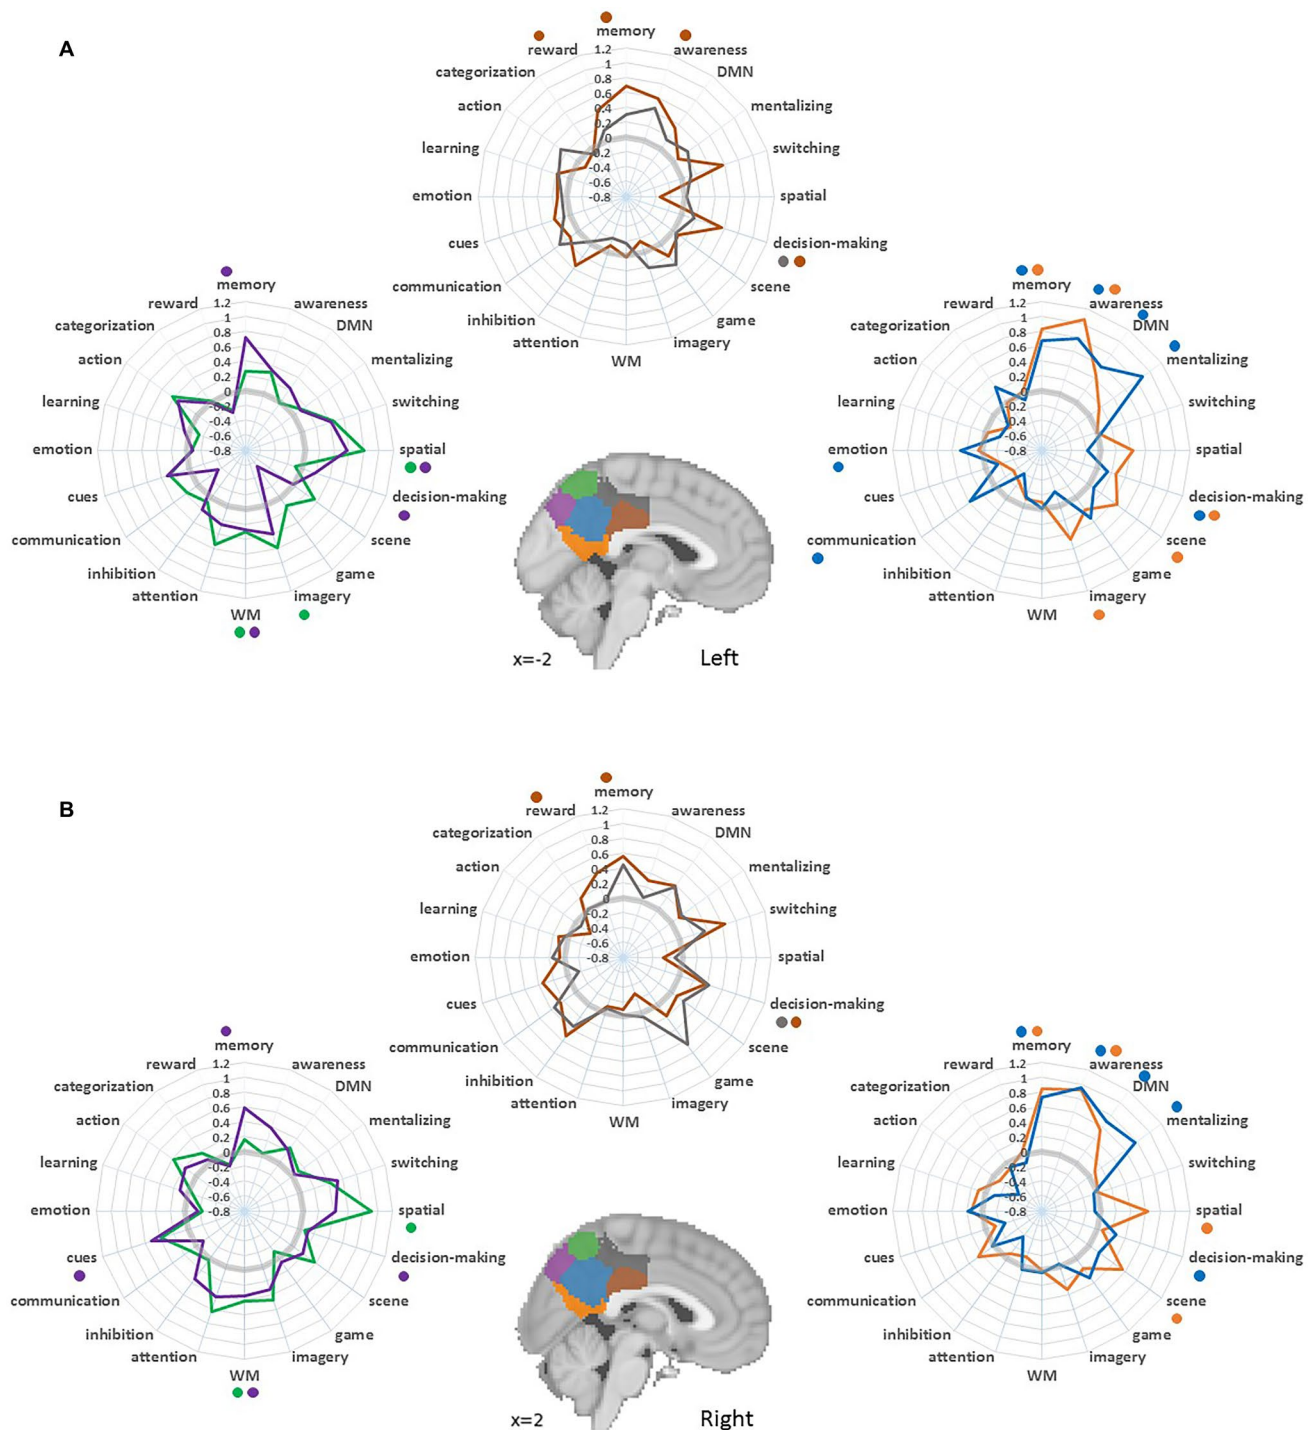 A
memory
reward
awareness
categorization
DMN
action
mentalizing
learning
switching
emotion
spatial
cues
decision-making
communication
scene
inhibition
game
attention
imagery
WM
1.2
1
0.8
0.6
0.4
0.2
0
-0.2
-0.4
-0.6
-0.8
memory
reward
awareness
categorization
DMN
action
mentalizing
learning
switching
emotion
spatial
cues
decision-making
communication
scene
inhibition
game
attention
imagery
WM
1.2
1
0.8
0.6
0.4
0.2
0
-0.2
-0.4
-0.6
-0.8
memory
reward
awareness
categorization
DMN
action
mentalizing
learning
switching
emotion
spatial
cues
decision-making
communication
scene
inhibition
game
attention
imagery
WM
1.2
1
0.8
0.6
0.4
0.2
0
-0.2
-0.4
-0.6
-0.8
x=-2
Left
B
memory
reward
awareness
categorization
DMN
action
mentalizing
learning
switching
emotion
spatial
cues
decision-making
communication
scene
inhibition
game
attention
imagery
WM
1.2
1
0.8
0.6
0.4
0.2
0
-0.2
-0.4
-0.6
-0.8
memory
reward
awareness
categorization
DMN
action
mentalizing
learning
switching
emotion
spatial
cues
decision-making
communication
scene
inhibition
game
attention
imagery
WM
1.2
1
0.8
0.6
0.4
0.2
0
-0.2
-0.4
-0.6
-0.8
memory
reward
awareness
categorization
DMN
action
mentalizing
learning
switching
emotion
spatial
cues
decision-making
communication
scene
inhibition
game
attention
imagery
WM
1.2
1
0.8
0.6
0.4
0.2
0
-0.2
-0.4
-0.6
-0.8
x=2
Right